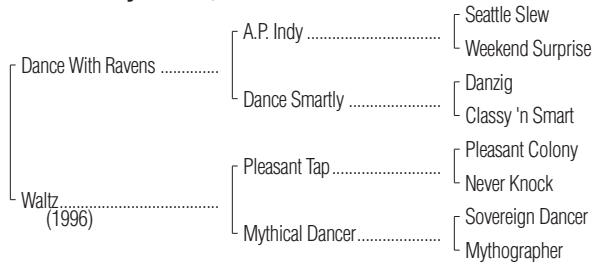 Seattle Slew
A.P. Indy ..............................
Weekend Surprise
Dance With Ravens ..............
Danzig
Dance Smartly .....................
Classy 'n Smart
Pleasant Colony
Pleasant Tap ........................
Never Knock
Waltz.....................................
(1996)
Sovereign Dancer
Mythical Dancer...................
Mythographer